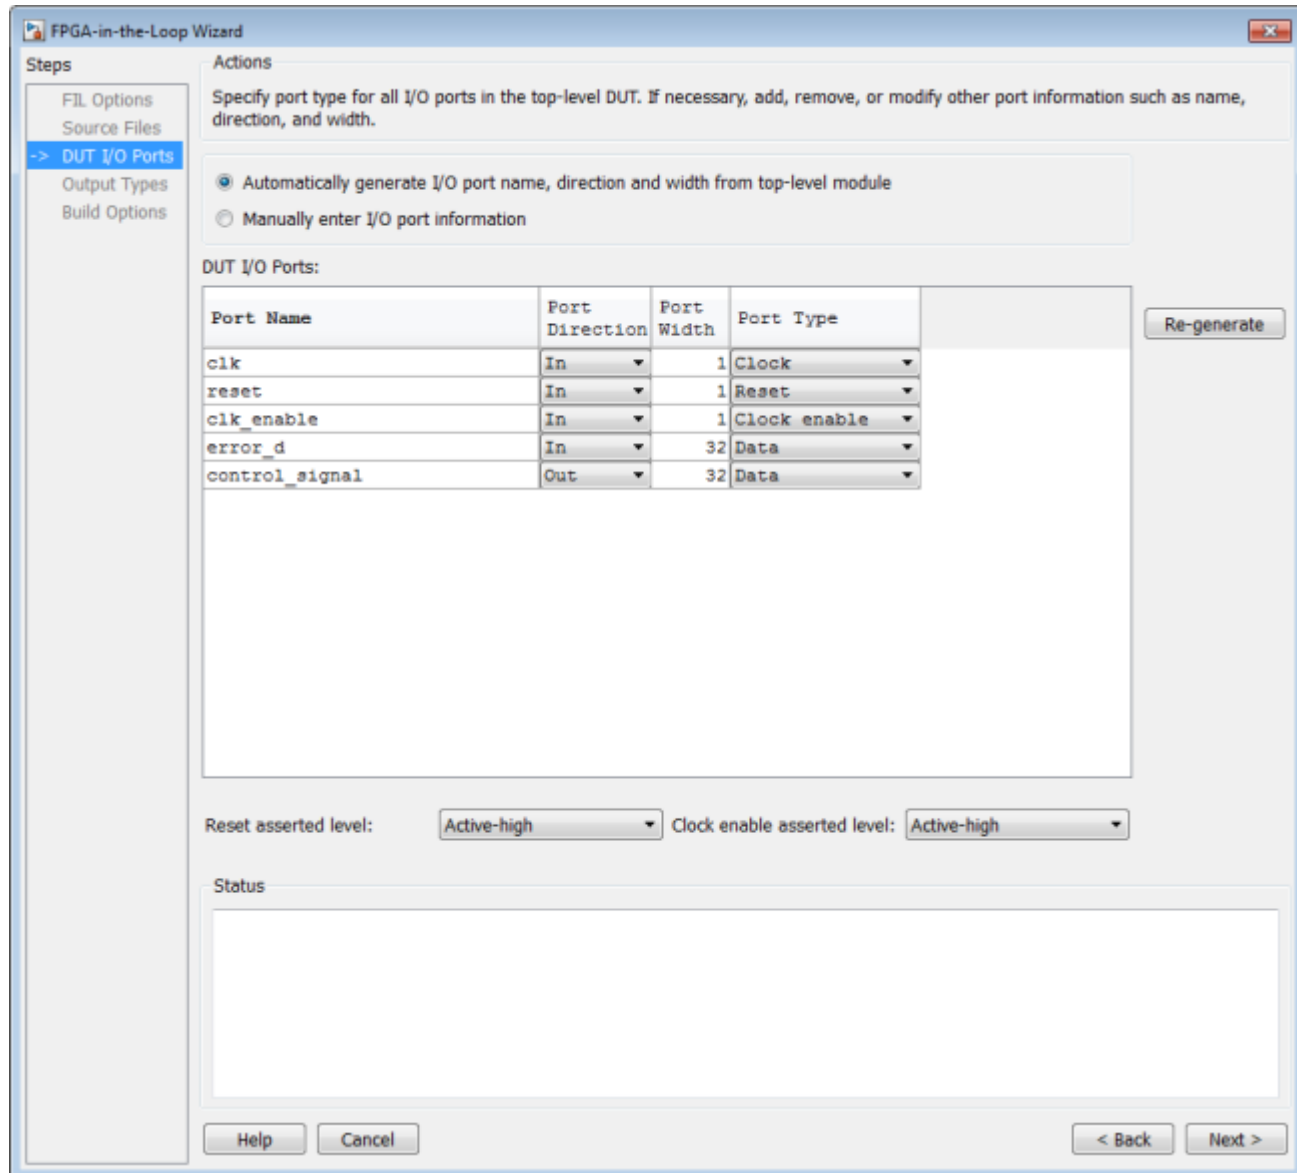 FPGA-in-the-Loop Wizard
Steps
FIL Options
Source Files
-> DUT I/O Ports
Output Types
Build Options
Actions
Specify port type for all I/O ports in the top-level DUT. If necessary, add, remove, or modify other port information such as name,
direction, and width.
Automatically generate I/O port name, direction and width from top-level module
Manually enter I/O port information
DUT I/O Ports:
Port Name Port Direction Port Width Port Type
clk In 1 Clock
reset In 1 Reset
clk_enable In 1 Clock enable
error_d In 32 Data
control_signal Out 32 Data
Re-generate
Reset asserted level: Active-high Clock enable asserted level: Active-high
Status
Help Cancel < Back Next >